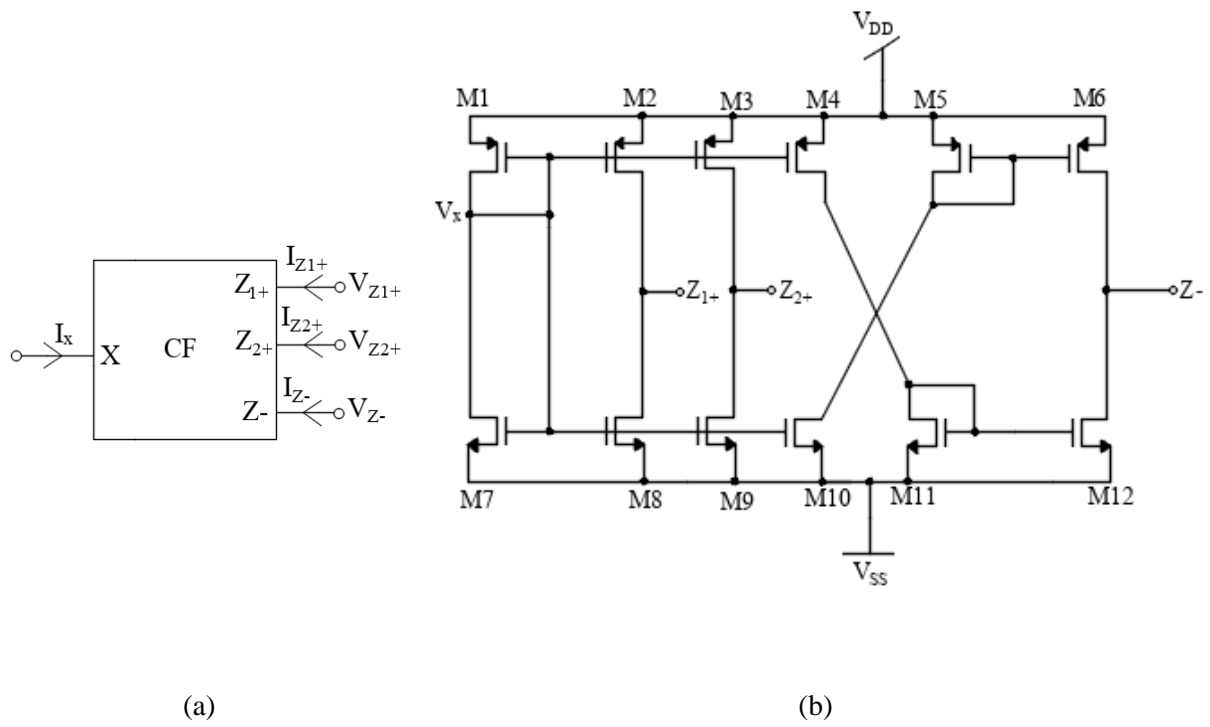 I_x
X
CF
Z_1+
Z_2+
Z-
I_Z1+
I_Z2+
I_Z-
V_Z1+
V_Z2+
V_Z-
(a)
V_DD
M1 M2 M3 M4 M5 M6
V_x
Z_1+ Z_2+ Z-
M7 M8 M9 M10 M11 M12
V_SS
(b)